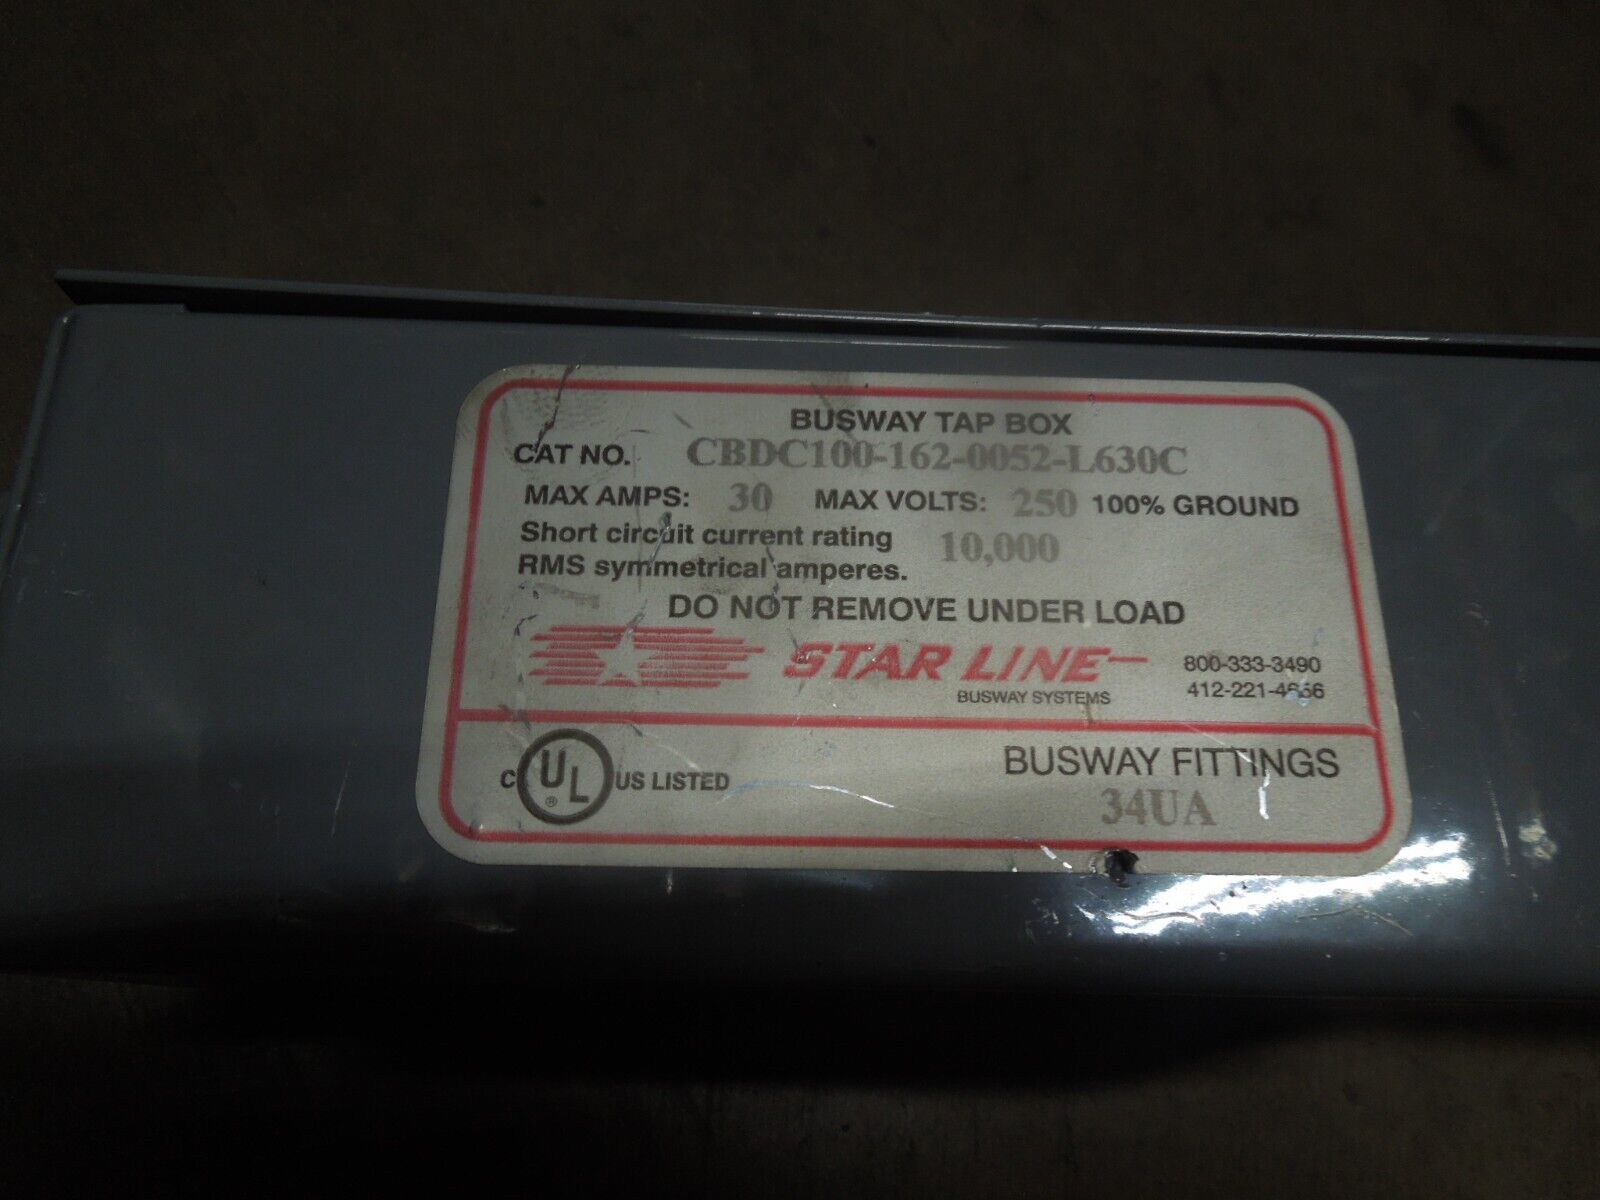 BUSWAY TAP BOX
CAT NO. CBDC100-162-0052-L630C
MAX AMPS: 30 MAX VOLTS: 250 100% GROUND
Short circuit current rating 10,000
RMS symmetrical amperes.
DO NOT REMOVE UNDER LOAD
STAR LINE 800-333-3490
BUSWAY SYSTEMS 412-221-4656
C UL ® US LISTED BUSWAY FITTINGS
34UA